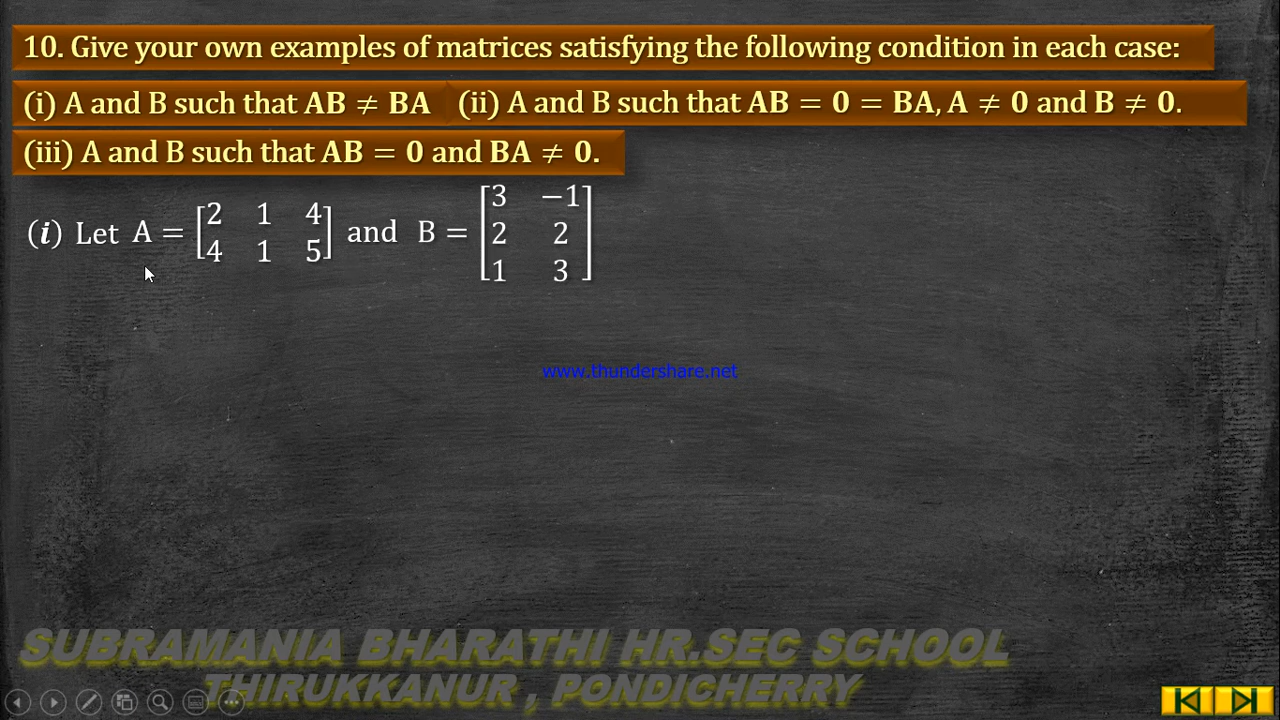 10. Give your own examples of matrices satisfying the following condition in each case:
(i) A and B such that AB ≠ BA (ii) A and B such that AB = 0 = BA, A ≠ 0 and B ≠ 0.
(iii) A and B such that AB = 0 and BA ≠ 0.
(i) Let A = [2 1 4; 4 1 5] and B = [3 −1; 2 2; 1 3]
www.thundershare.net
SUBRAMANIA BHARATHI HR.SEC SCHOOL
THIRUKKANUR , PONDICHERRY